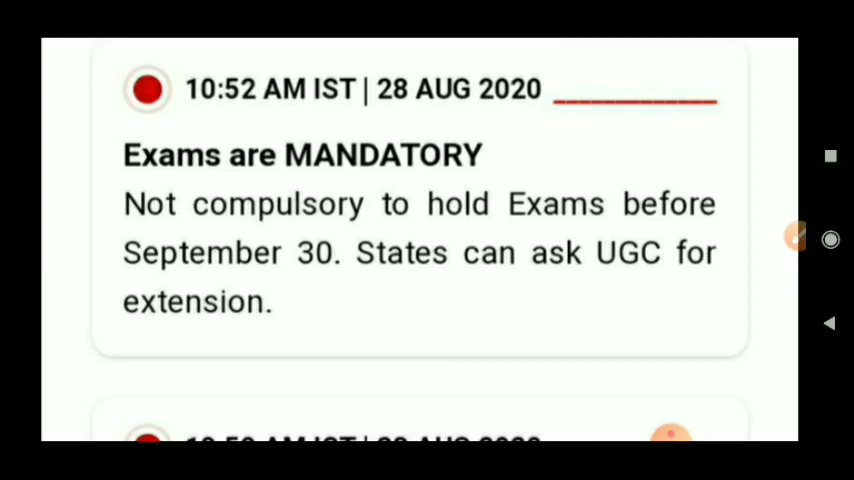 10:52 AM IST | 28 AUG 2020
Exams are MANDATORY
Not compulsory to hold Exams before
September 30. States can ask UGC for
extension.